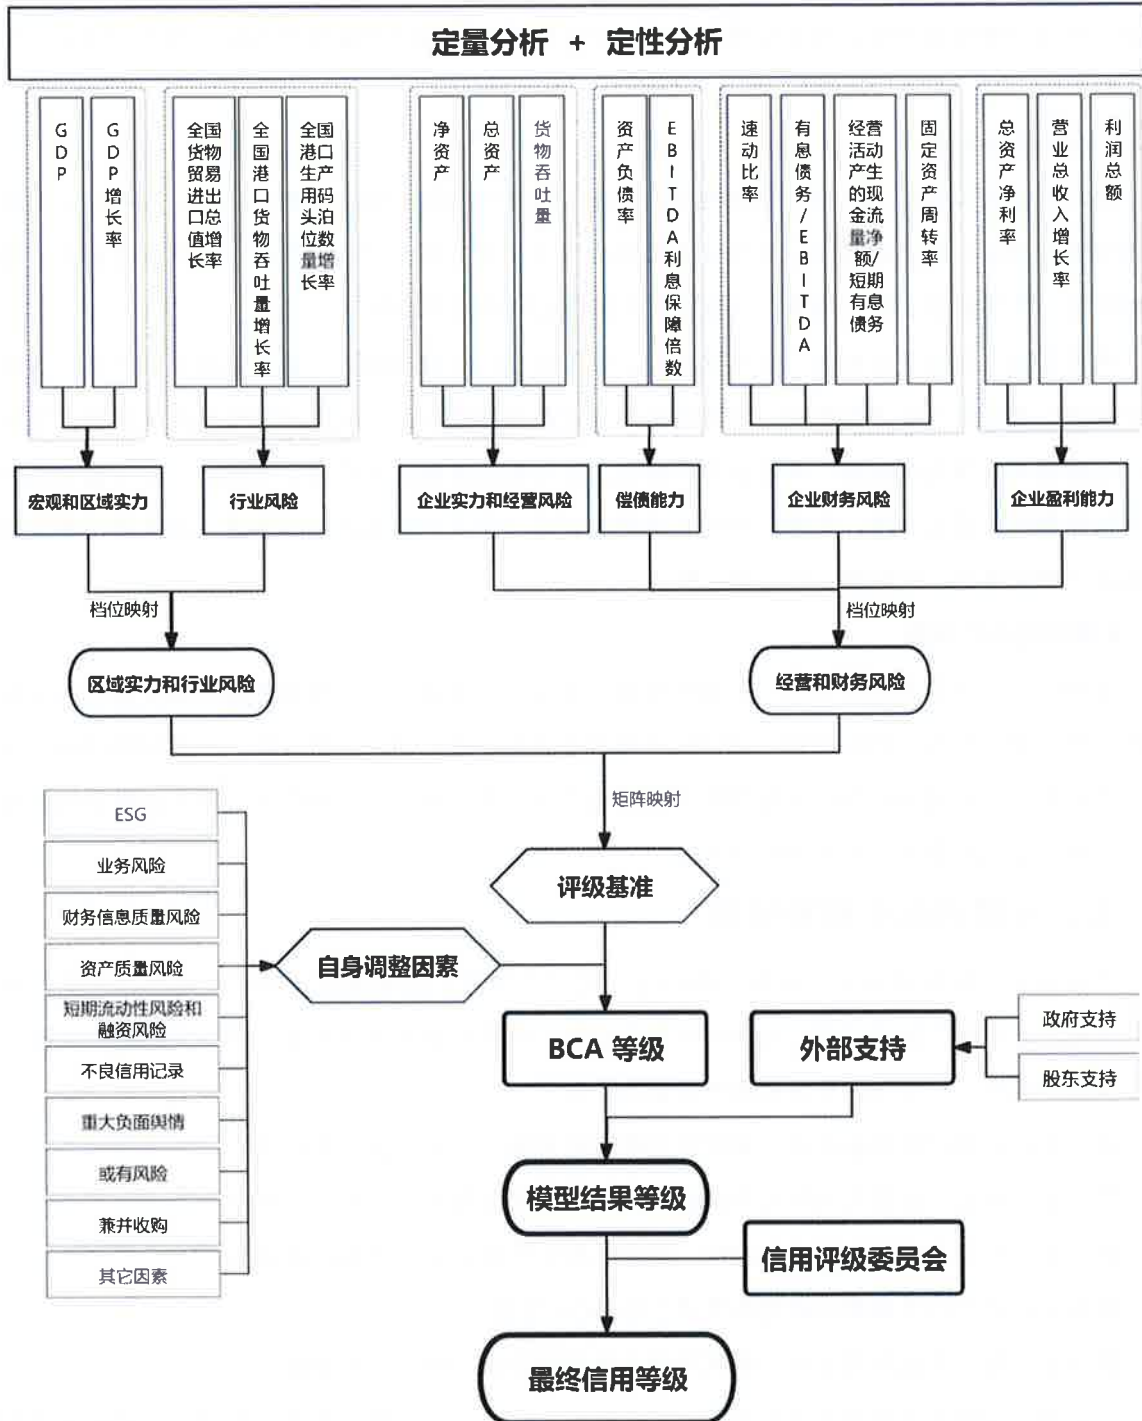 定量分析 + 定性分析
GDP
GDP增长率
全国货物贸易进出口总值增长率
全国港口货物吞吐量增长率
全国港口生产用码头泊位数量增长率
净资产
总资产
货物吞吐量
资产负债率
EBITDA利息保障倍数
速动比率
有息债务/EBITDA
经营活动产生的现金流量净额/短期有息债务
固定资产周转率
总资产净利率
营业总收入增长率
利润总额
宏观和区域实力
行业风险
企业实力和经营风险
偿债能力
企业财务风险
企业盈利能力
档位映射
档位映射
区域实力和行业风险
经营和财务风险
矩阵映射
ESG
业务风险
财务信息质量风险
资产质量风险
短期流动性风险和
融资风险
不良信用记录
重大负面舆情
或有风险
兼并收购
其它因素
自身调整因素
评级基准
BCA 等级
外部支持
政府支持
股东支持
模型结果等级
信用评级委员会
最终信用等级